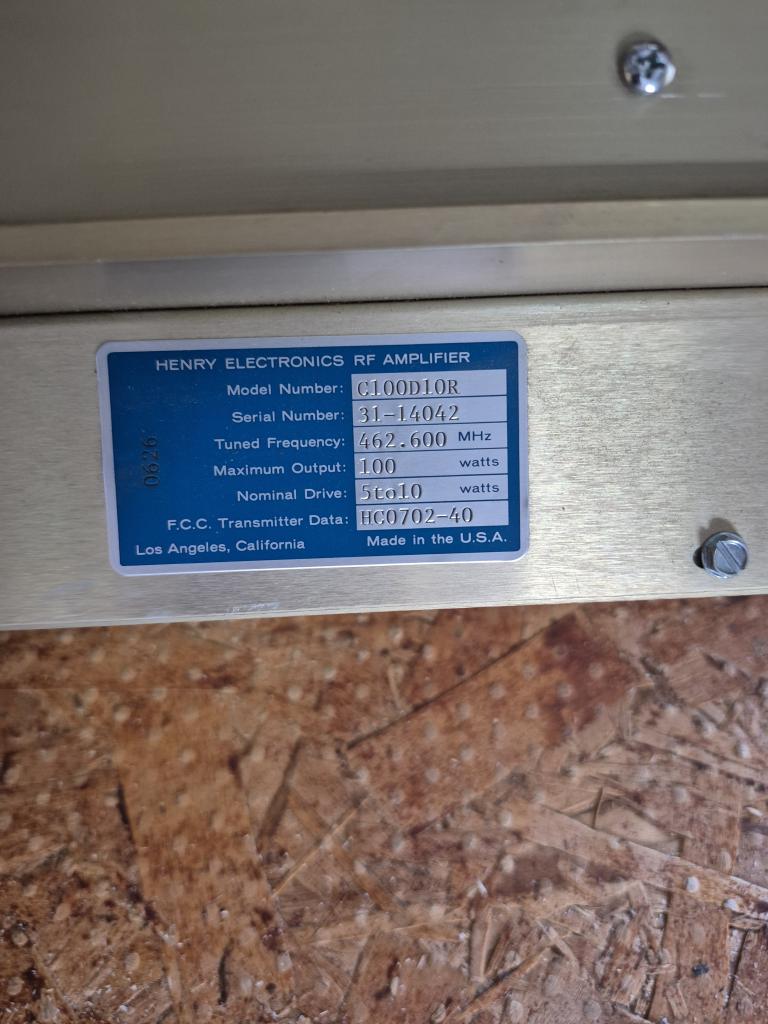 HENRY ELECTRONICS RF AMPLIFIER
Model Number: C100D10R
Serial Number: 31-14042
Tuned Frequency: 462.600 MHz
Maximum Output: 100 watts
Nominal Drive: 5to10 watts
F.C.C. Transmitter Data: HC0702-40
Los Angeles, California Made in the U.S.A.
0626